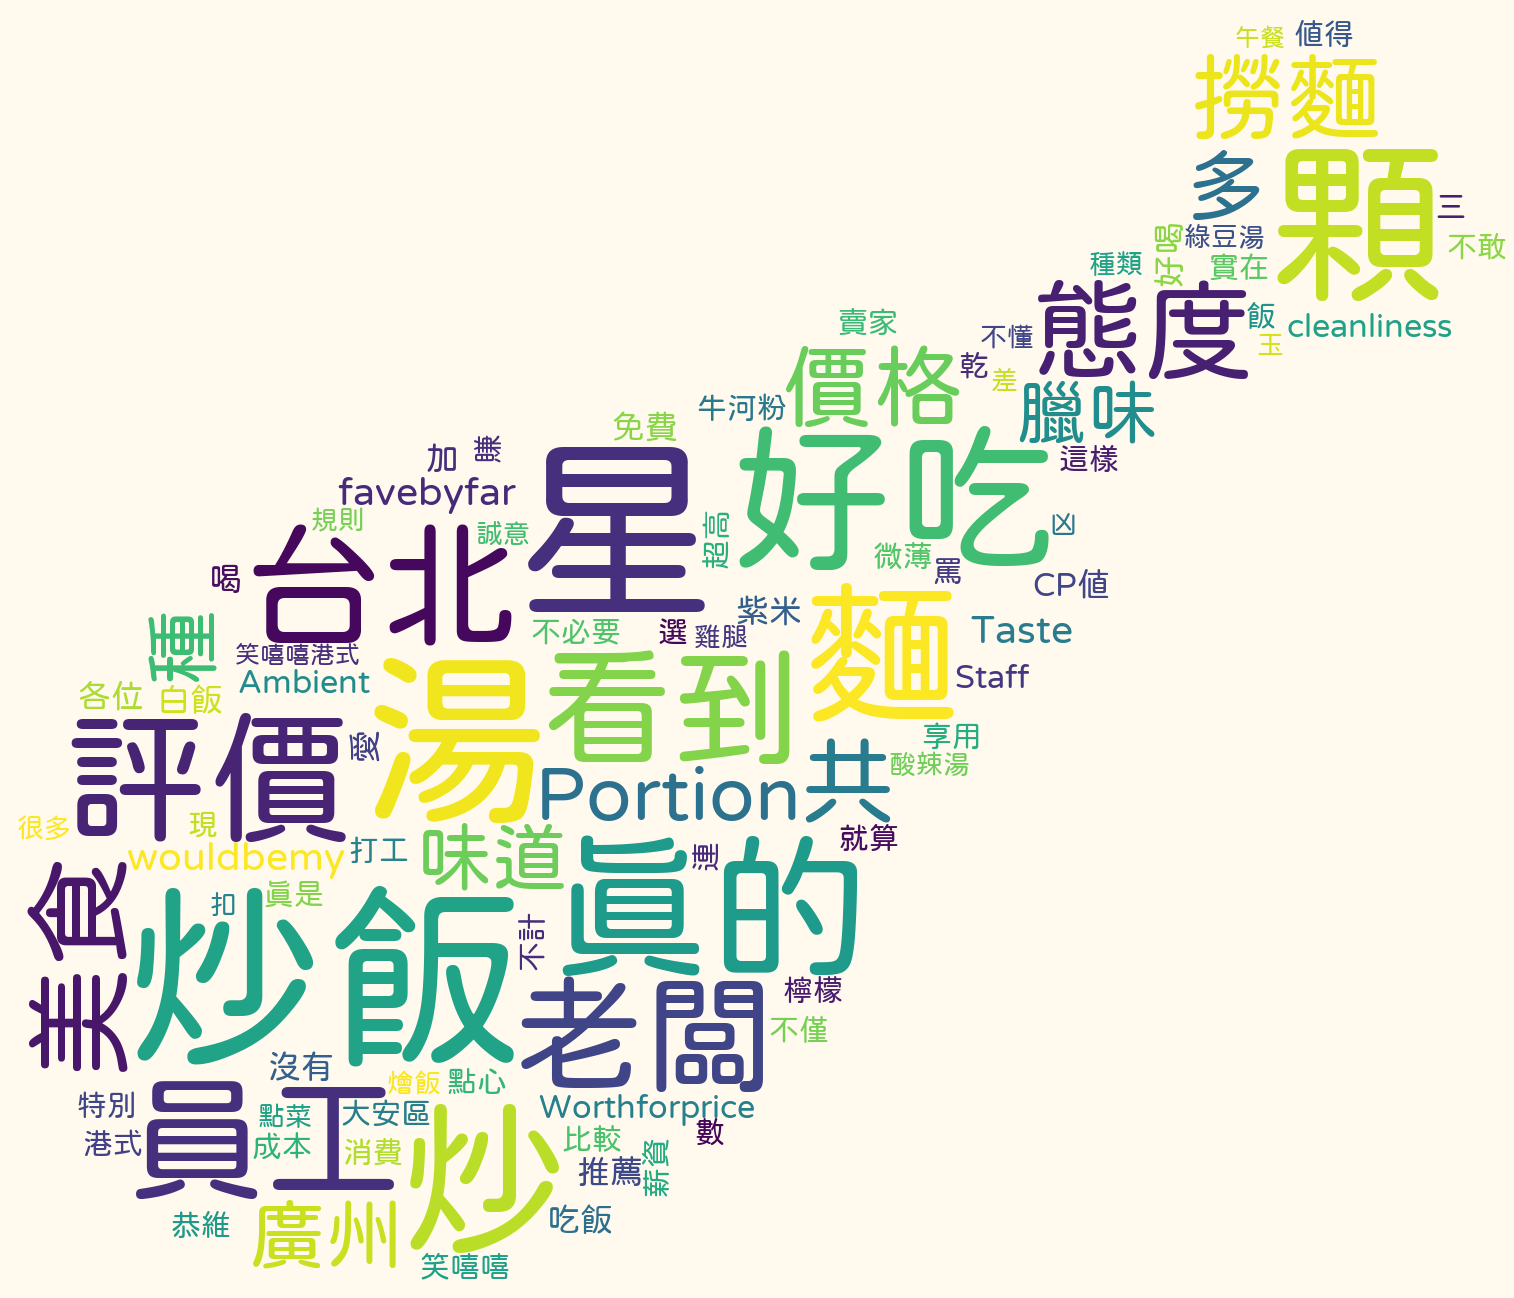 午餐
値得
撈麵
多
顆
三
不敢
好喝
綠豆湯
種類
實在
態度
飯
玉
cleanliness
賣家
不懂
價格
乾
差
臘味
牛河粉
免費
加
好吃
這樣
星
favebyfar
規則
誠意
台北
超高
凶
微薄
罵
喝
CP値
紫米
麵
種
不必要
選
雞腿
Taste
笑嘻嘻港式
看到
Ambient
湯
Staff
各位
白飯
評價
愛
享用
共
酸辣湯
Portion
很多
現
味道
打工
就算
wouldbemy
眞的
連
美食
扣
眞是
炒飯
不計
老闆
檸檬
不僅
沒有
燴飯
點心
特別
員工
點菜
大安區
Worthforprice
港式
成本
消費
炒
比較
數
推薦
薪資
恭維
廣州
吃飯
笑嘻嘻